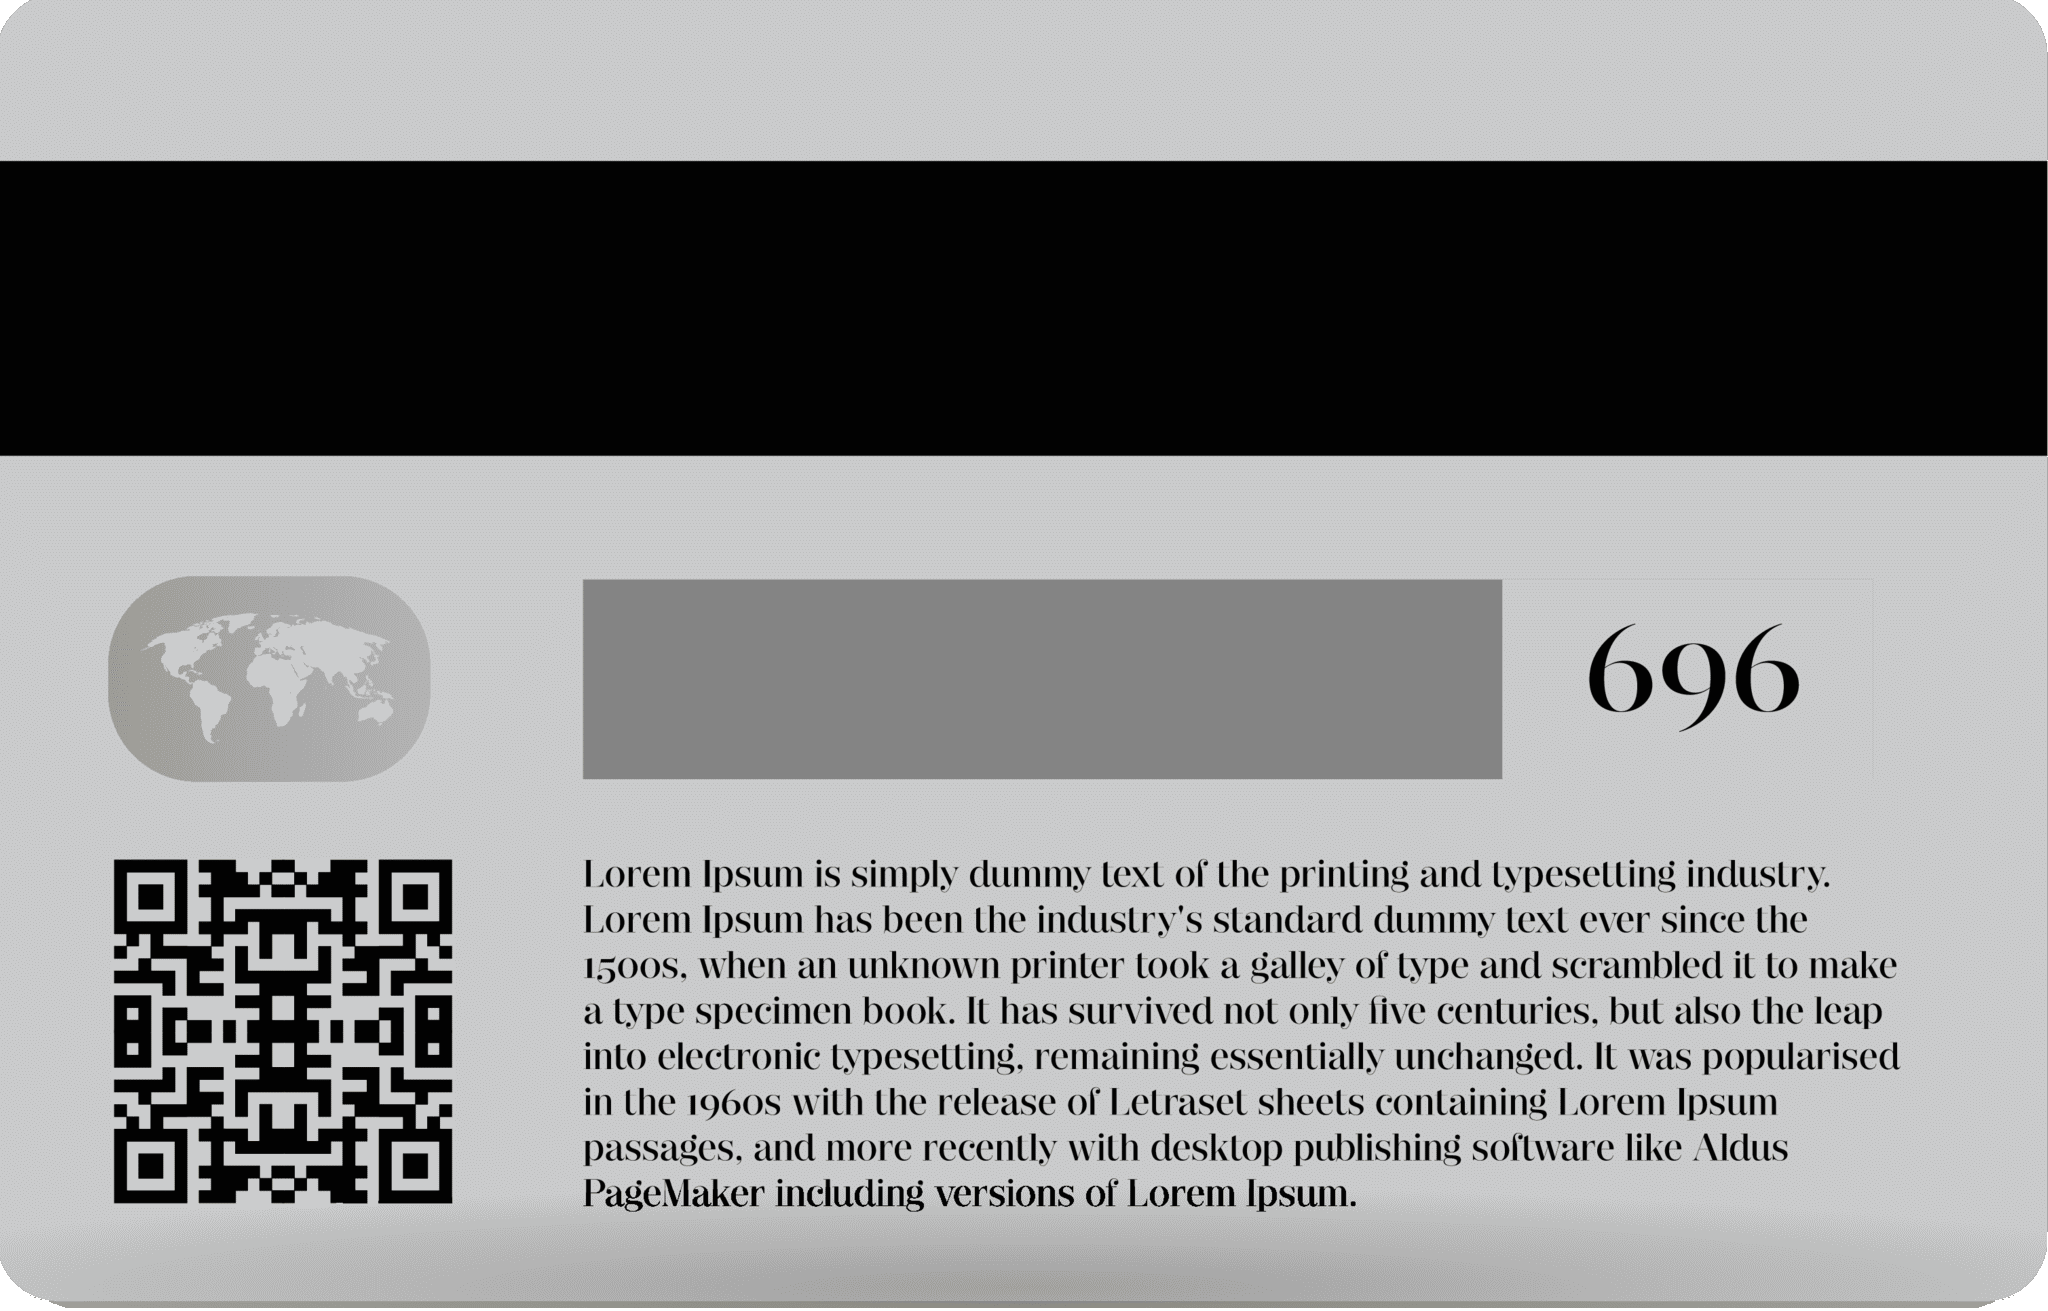 696
Lorem Ipsum is simply dummy text of the printing and typesetting industry.
Lorem Ipsum has been the industry's standard dummy text ever since the
1500s, when an unknown printer took a galley of type and scrambled it to make
a type specimen book. It has survived not only five centuries, but also the leap
into electronic typesetting, remaining essentially unchanged. It was popularised
in the 1960s with the release of Letraset sheets containing Lorem Ipsum
passages, and more recently with desktop publishing software like Aldus
PageMaker including versions of Lorem Ipsum.